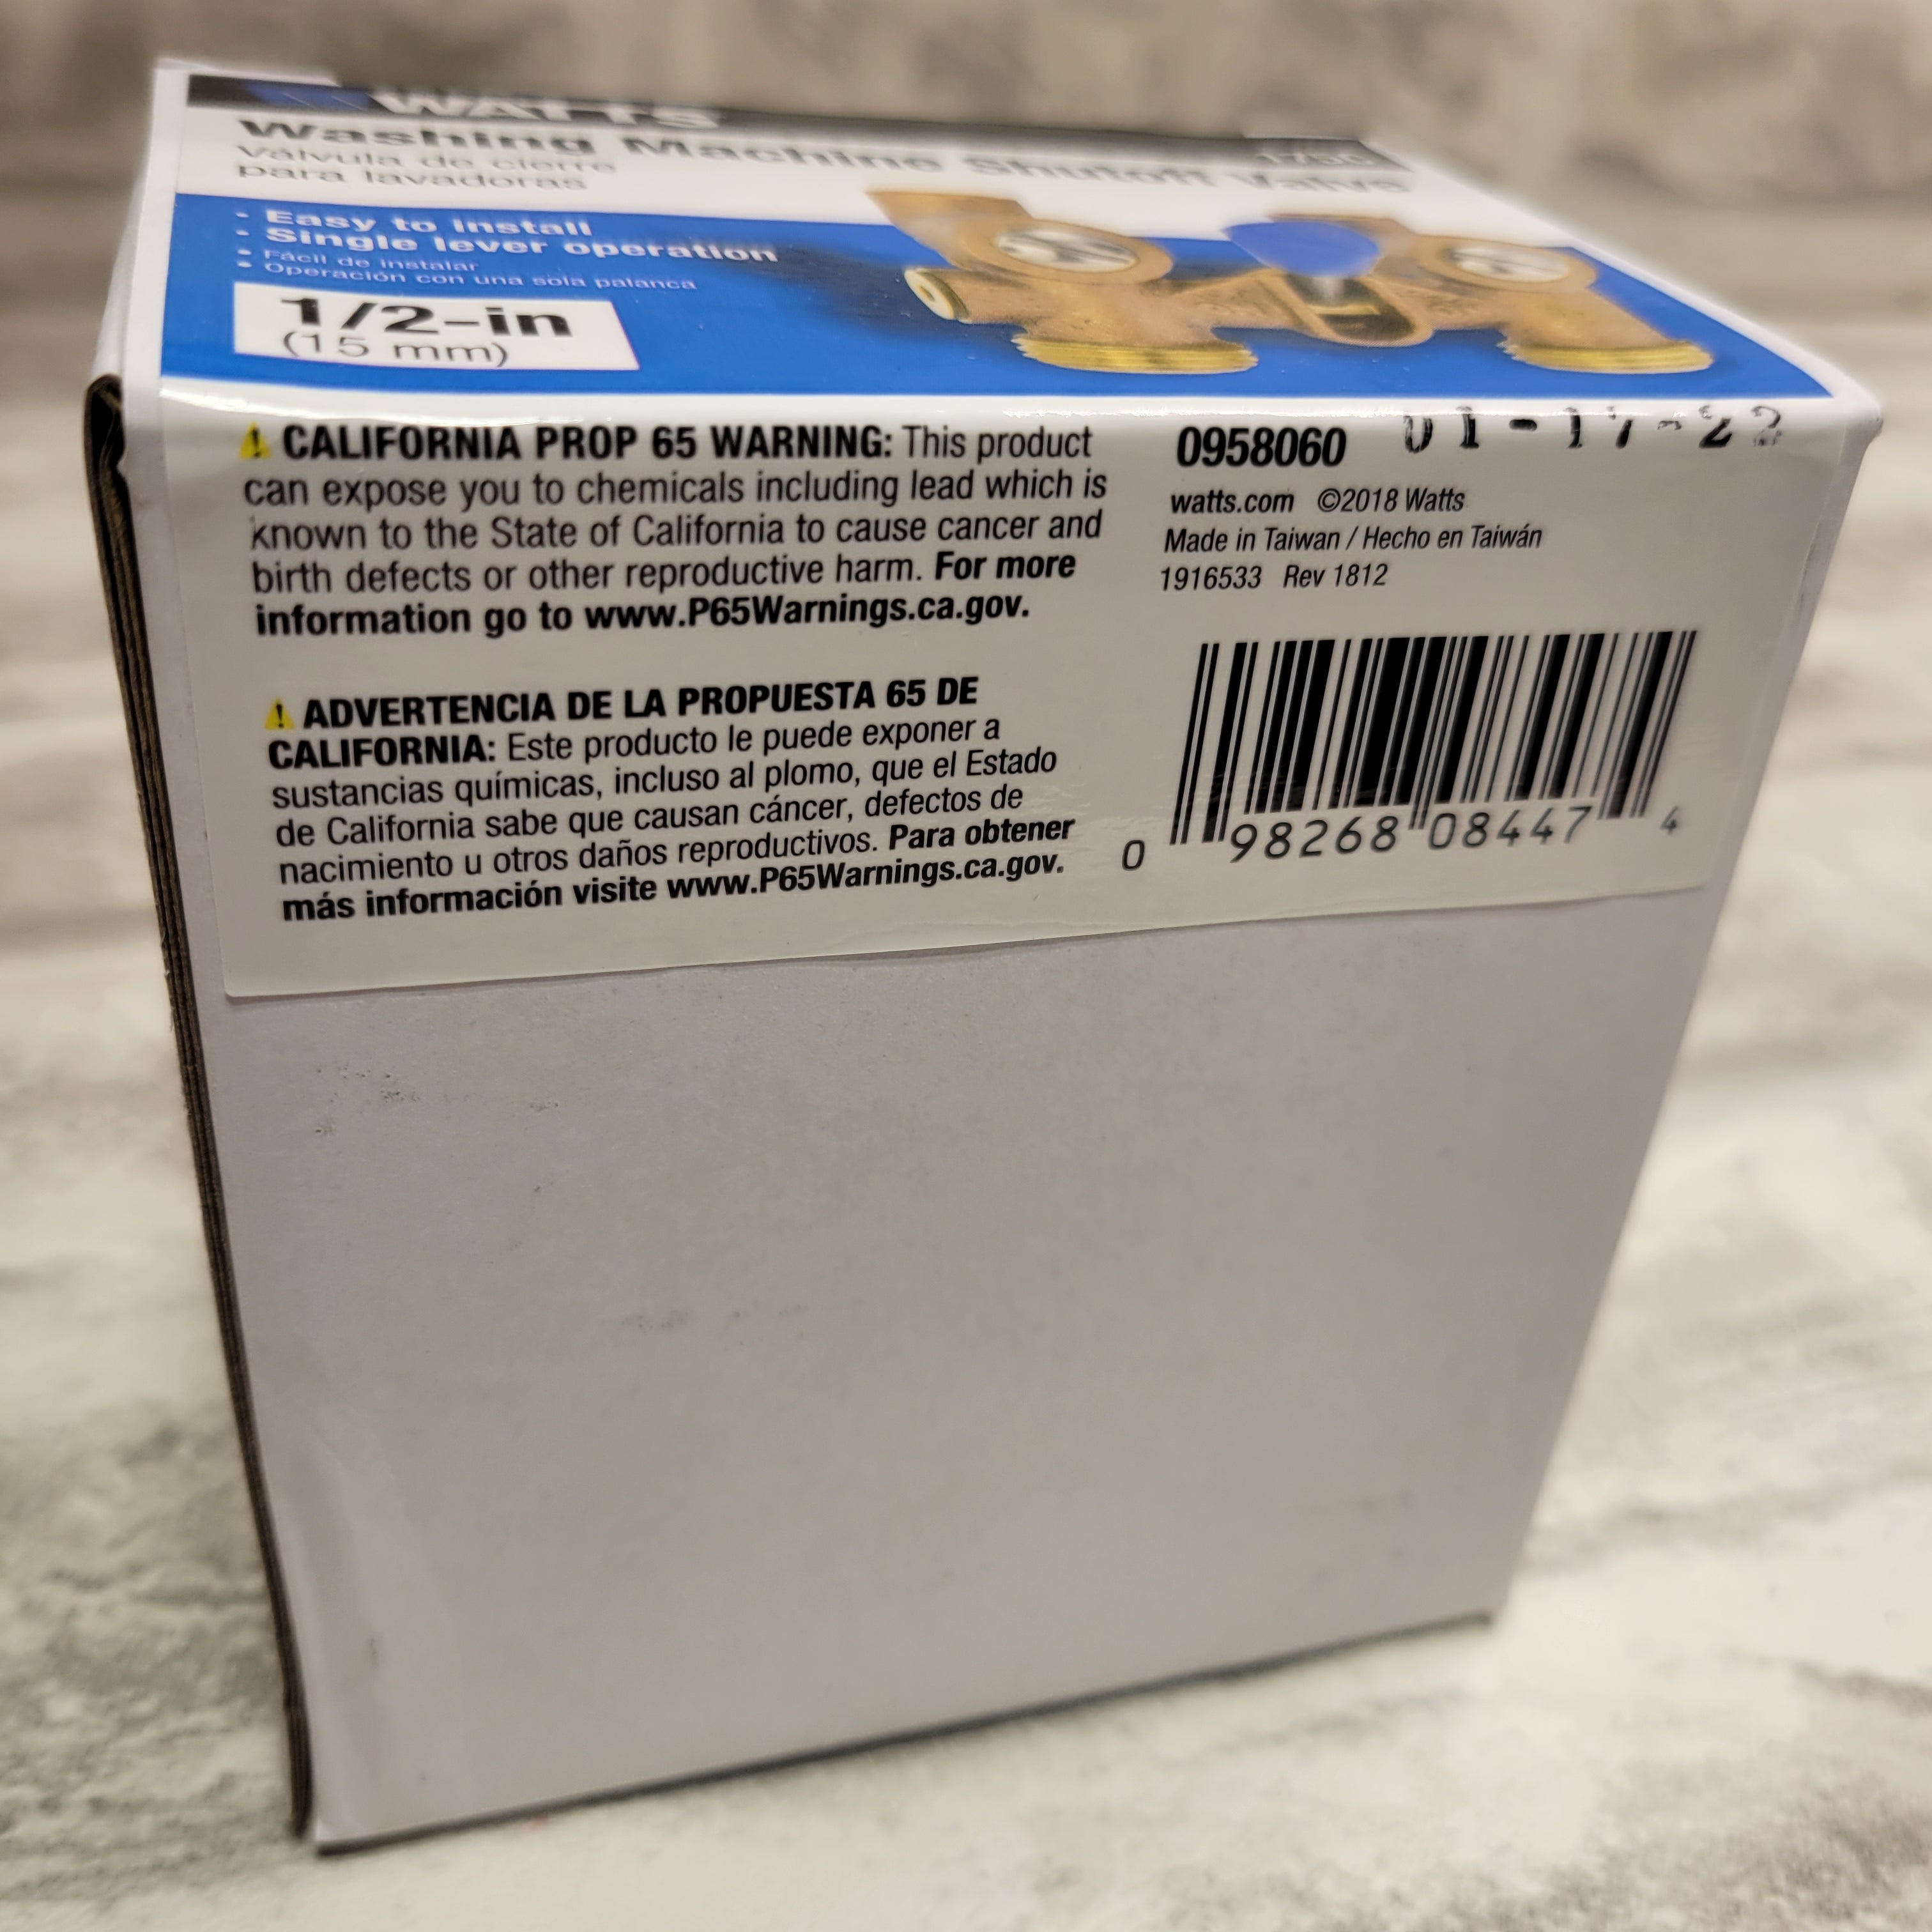 WATTS
Washing Machine Shutoff Valve
Válvula de cierre
para lavadoras
• Easy to install
• Single lever operation
• Fácil de instalar
• Operación con una sola palanca
1/2-in
(15 mm)
⚠ CALIFORNIA PROP 65 WARNING: This product
can expose you to chemicals including lead which is
known to the State of California to cause cancer and
birth defects or other reproductive harm. For more
information go to www.P65Warnings.ca.gov.
⚠ ADVERTENCIA DE LA PROPUESTA 65 DE
CALIFORNIA: Este producto le puede exponer a
sustancias químicas, incluso al plomo, que el Estado
de California sabe que causan cáncer, defectos de
nacimiento u otros daños reproductivos. Para obtener
más información visite www.P65Warnings.ca.gov.
0958060 01-17-22
watts.com ©2018 Watts
Made in Taiwan / Hecho en Taiwán
1916533 Rev 1812
0 98268 08447 4